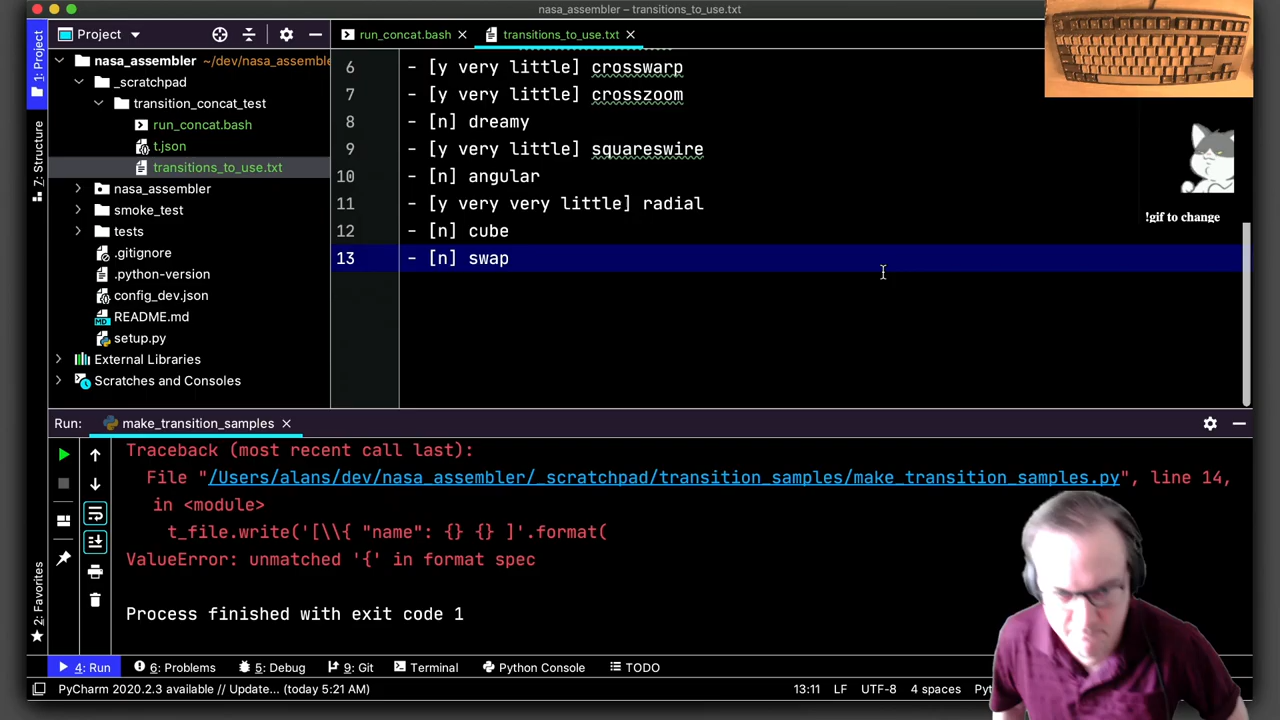 nasa_assembler – transitions_to_use.txt
Project
run_concat.bash
transitions_to_use.txt
1: Project
7: Structure
2: Favorites
nasa_assembler ~/dev/nasa_assemble
_scratchpad
transition_concat_test
run_concat.bash
t.json
transitions_to_use.txt
nasa_assembler
smoke_test
tests
.gitignore
.python-version
config_dev.json
README.md
setup.py
External Libraries
Scratches and Consoles
6 - [y very little] crosswarp
7 - [y very little] crosszoom
8 - [n] dreamy
9 - [y very little] squareswire
10 - [n] angular
11 - [y very very little] radial
12 - [n] cube
13 - [n] swap
!gif to change
Run: make_transition_samples
Traceback (most recent call last):
File "/Users/alans/dev/nasa_assembler/_scratchpad/transition_samples/make_transition_samples.py", line 14,
in <module>
t_file.write('[\\{ "name": {} {} ]'.format(
ValueError: unmatched '{' in format spec
Process finished with exit code 1
4: Run
6: Problems
5: Debug
9: Git
Terminal
Python Console
TODO
PyCharm 2020.2.3 available // Update... (today 5:21 AM)
13:11 LF UTF-8 4 spaces